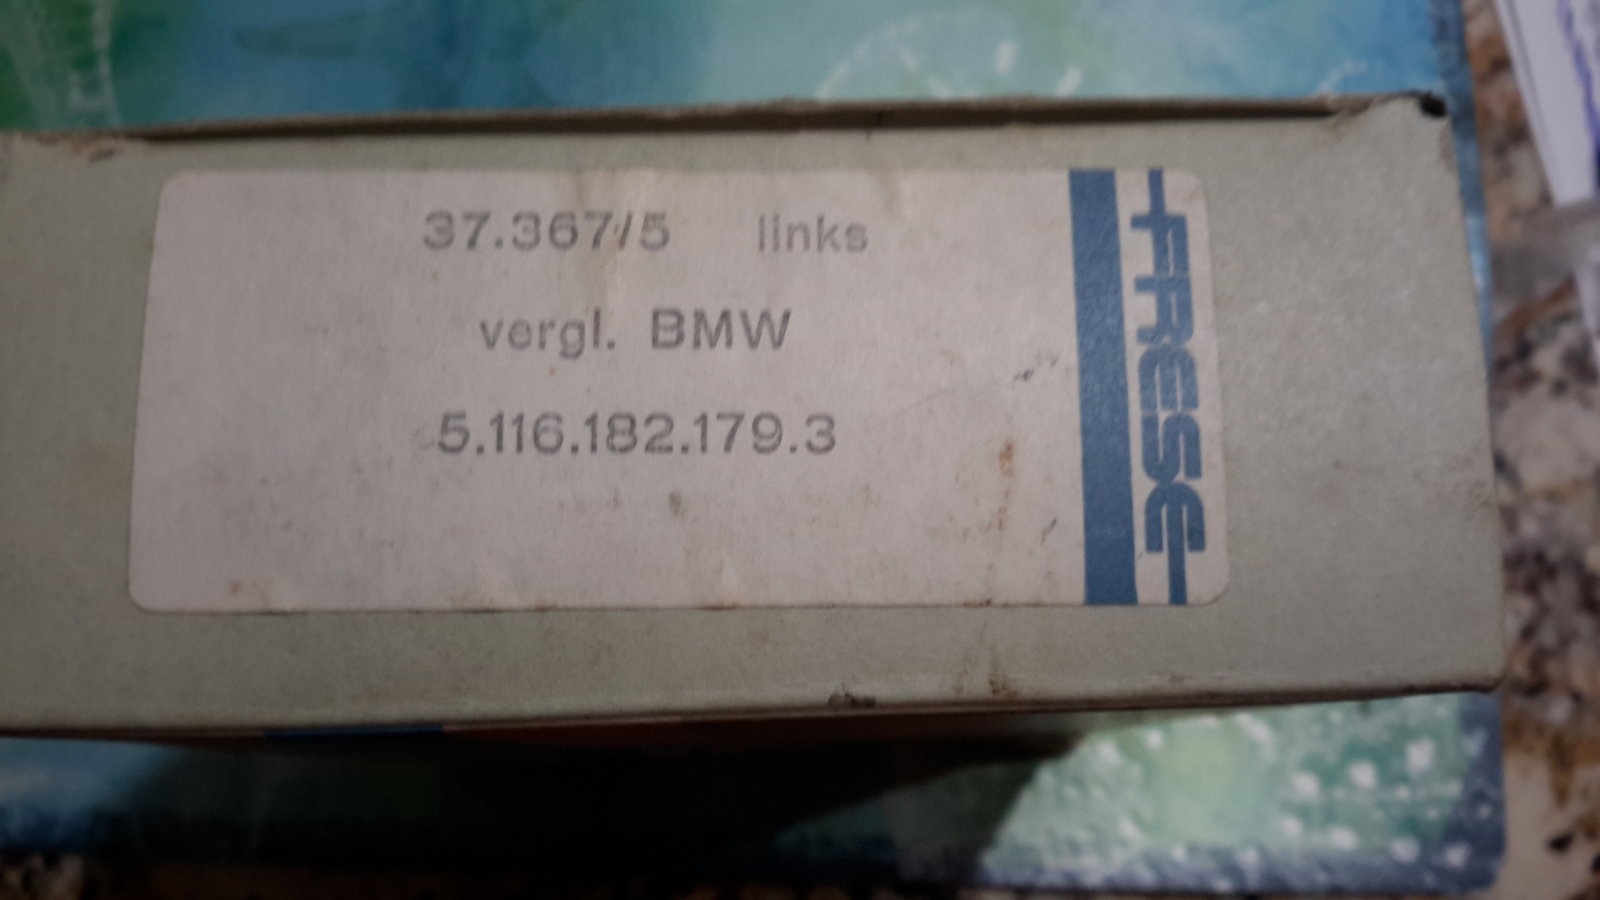 37.367/5 links
vergl. BMW
5.116.182.179.3
FRESE